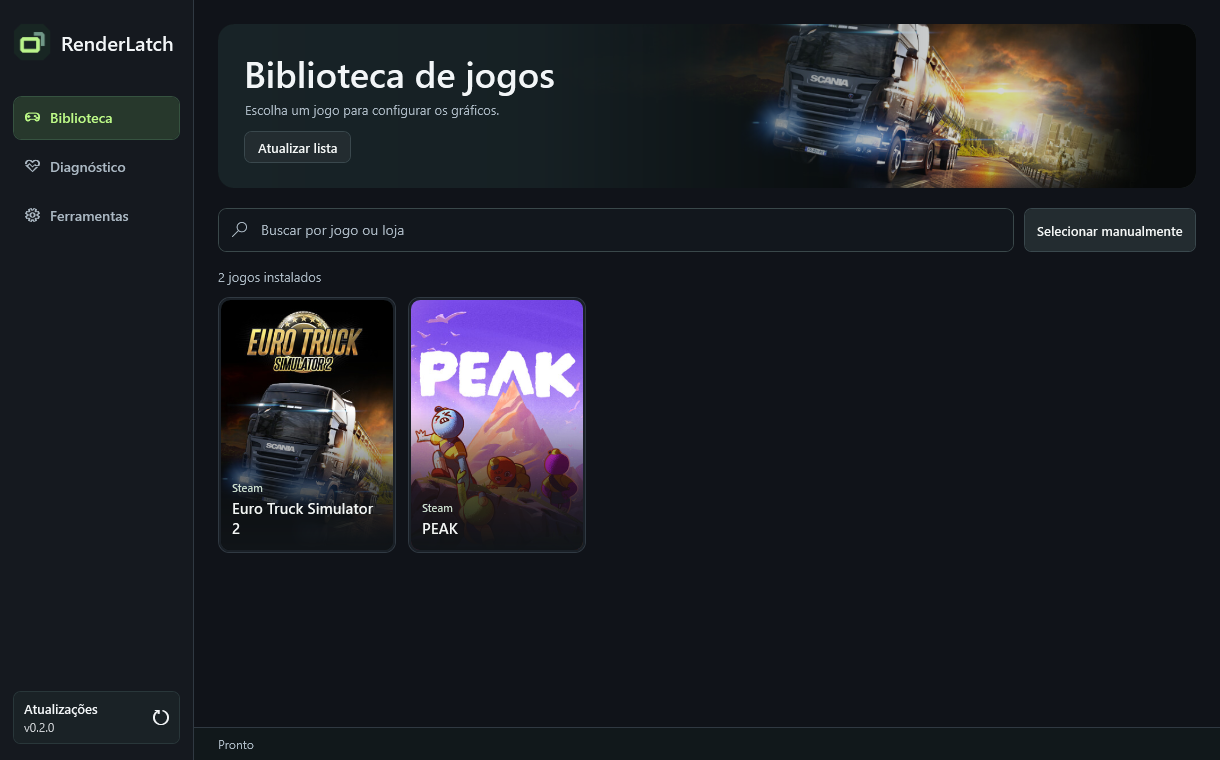 RenderLatch
Biblioteca
Diagnóstico
Ferramentas
Atualizações
v0.2.0
Biblioteca de jogos
Escolha um jogo para configurar os gráficos.
Atualizar lista
SCANIA
Buscar por jogo ou loja
Selecionar manualmente
2 jogos instalados
EURO TRUCK
SIMULATOR 2
SCANIA
Steam
Euro Truck Simulator
2
PEAK
Steam
PEAK
Pronto